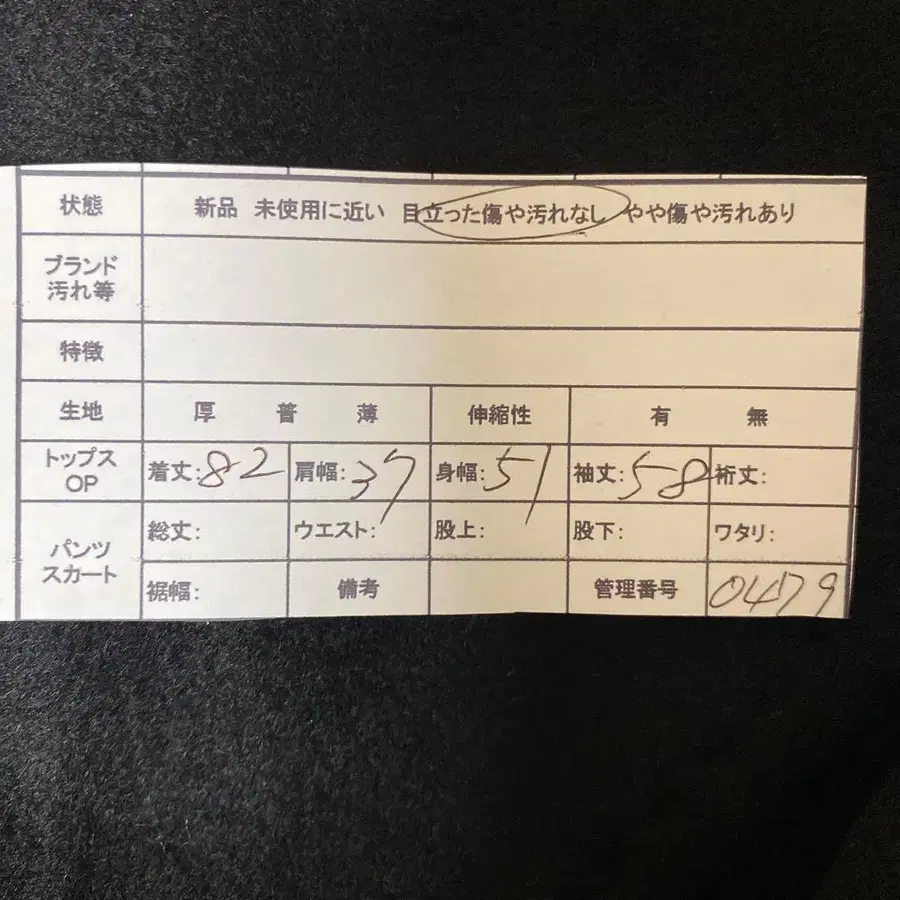 状態 新品 未使用に近い 目立った傷や汚れなし やや傷や汚れあり
ブランド
汚れ等
特徴
生地 厚 普 薄 伸縮性 有 無
トップス
OP
着丈:82 肩幅:37 身幅:51 袖丈:58 裄丈:
パンツ
スカート
総丈: ウエスト: 股上: 股下: ワタリ:
裾幅: 備考 管理番号 0479